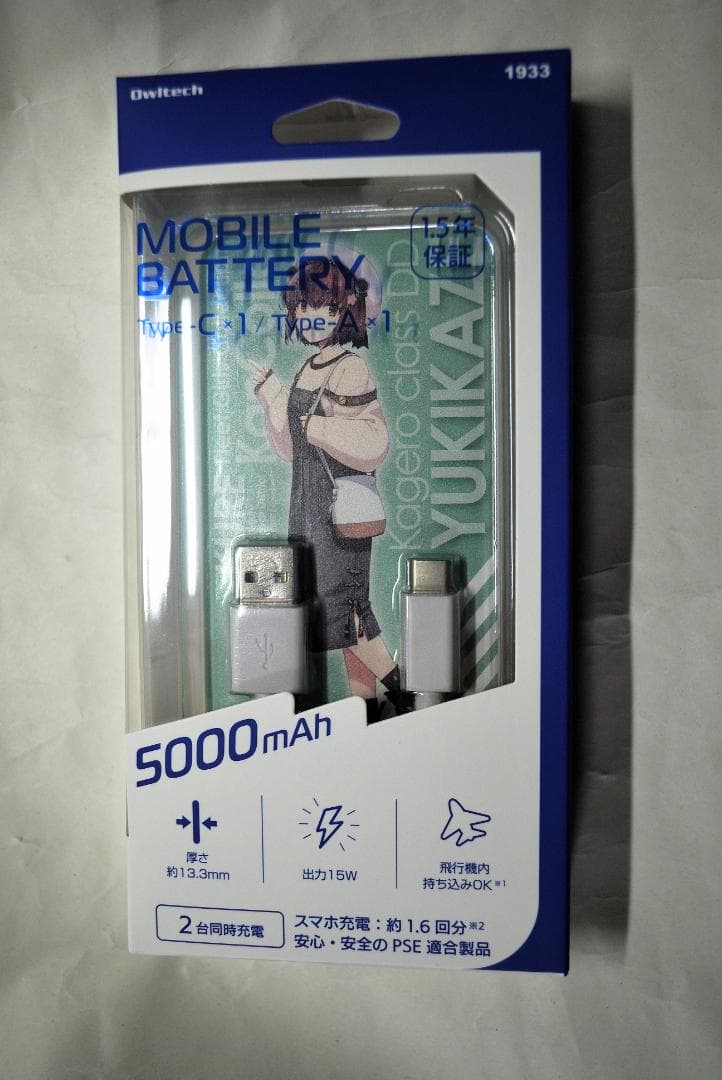 Owltech
1933
MOBILE
BATTERY
1.5年
保証
Type-C×1 / Type-A×1
Kagero class DD
YUKIKAZ
5000mAh
厚さ
約13.3mm
出力15W
飛行機内
持ち込みOK※1
2台同時充電
スマホ充電：約1.6回分※2
安心・安全のPSE適合製品